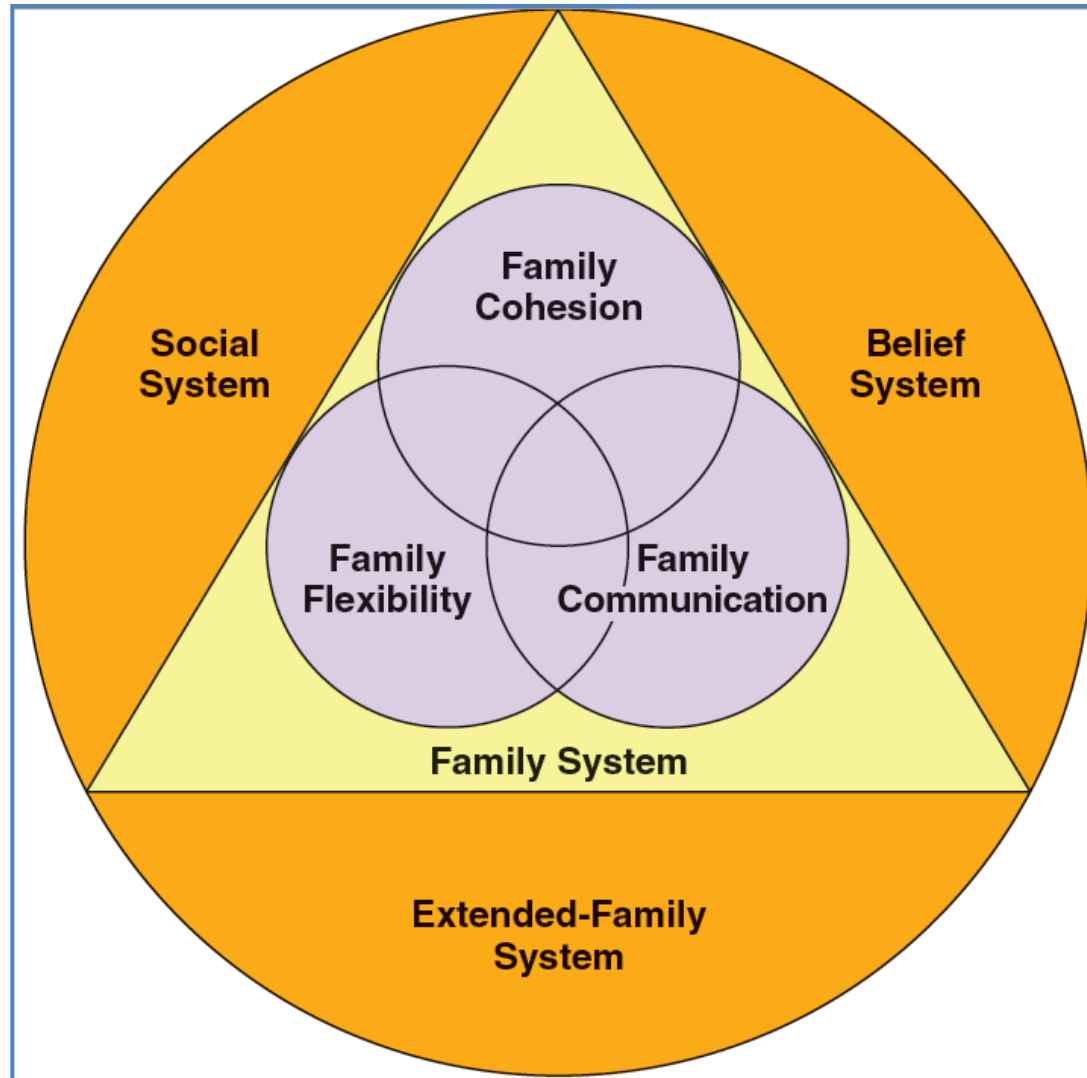 Family
Cohesion
Social
System
Belief
System
Family
Flexibility
Family
Communication
Family System
Extended-Family
System